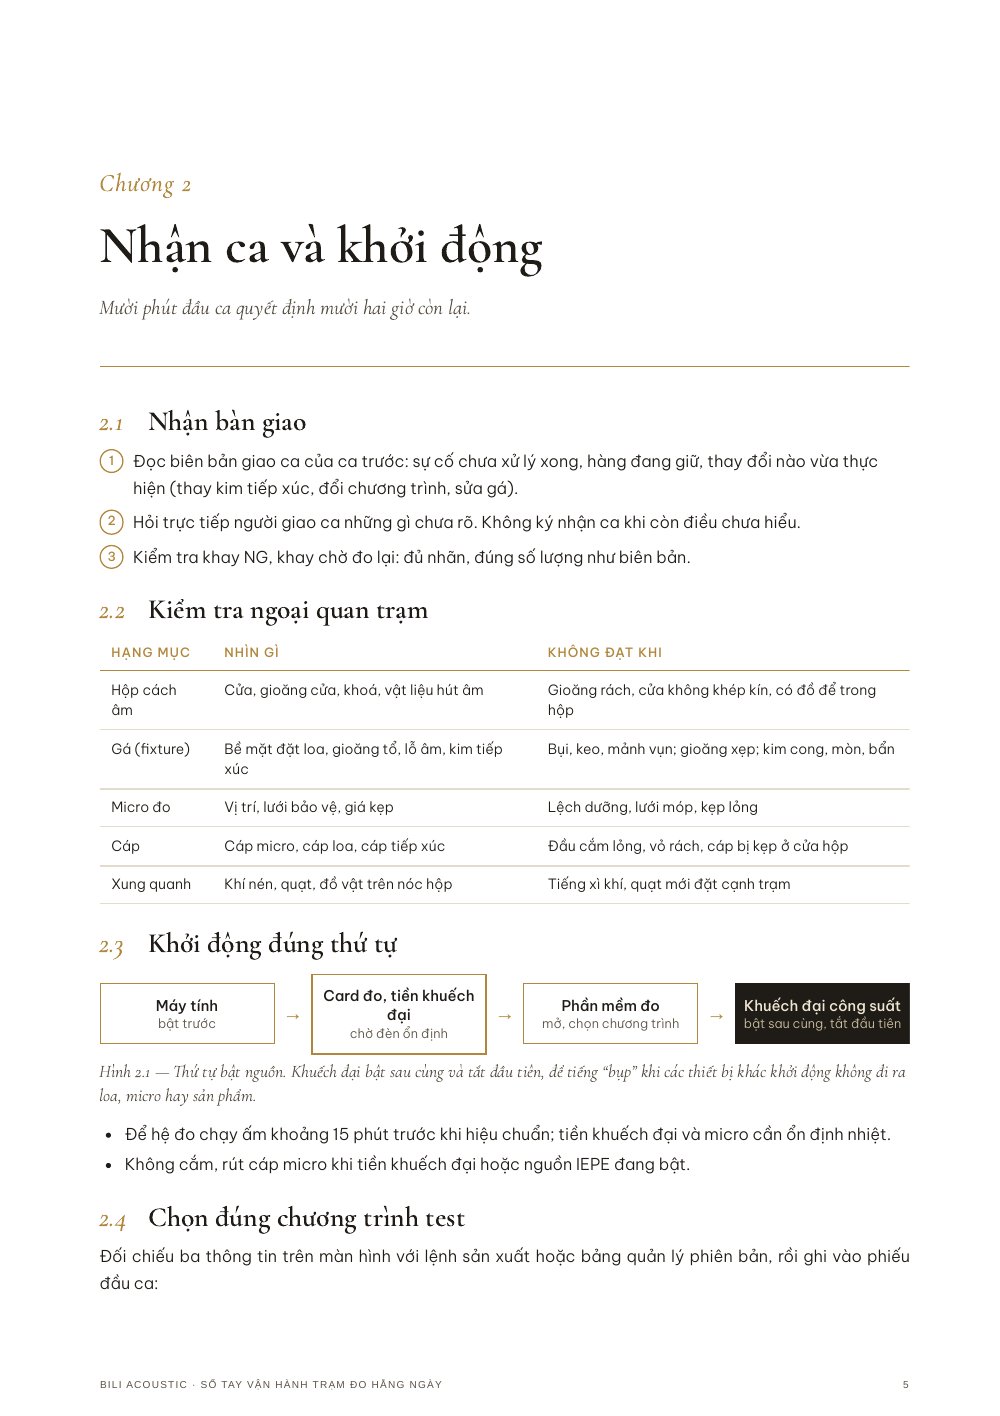 Chương 2
Nhận ca và khởi động
Mười phút đầu ca quyết định mười hai giờ còn lại.
2.1 Nhận bàn giao
1 Đọc biên bản giao ca của ca trước: sự cố chưa xử lý xong, hàng đang giữ, thay đổi nào vừa thực
hiện (thay kim tiếp xúc, đổi chương trình, sửa gá).
2 Hỏi trực tiếp người giao ca những gì chưa rõ. Không ký nhận ca khi còn điều chưa hiểu.
3 Kiểm tra khay NG, khay chờ đo lại: đủ nhãn, đúng số lượng như biên bản.
2.2 Kiểm tra ngoại quan trạm
HẠNG MỤC NHÌN GÌ KHÔNG ĐẠT KHI
Hộp cách Cửa, gioăng cửa, khoá, vật liệu hút âm Gioăng rách, cửa không khép kín, có đồ để trong
âm hộp
Gá (fixture) Bề mặt đặt loa, gioăng tổ, lỗ âm, kim tiếp Bụi, keo, mảnh vụn; gioăng xẹp; kim cong, mòn, bẩn
xúc
Micro đo Vị trí, lưới bảo vệ, giá kẹp Lệch dưỡng, lưới móp, kẹp lỏng
Cáp Cáp micro, cáp loa, cáp tiếp xúc Đầu cắm lỏng, vỏ rách, cáp bị kẹp ở cửa hộp
Xung quanh Khí nén, quạt, đồ vật trên nóc hộp Tiếng xì khí, quạt mới đặt cạnh trạm
2.3 Khởi động đúng thứ tự
Máy tính
bật trước
→
Card đo, tiền khuếch
đại
chờ đèn ổn định
→
Phần mềm đo
mở, chọn chương trình
→
Khuếch đại công suất
bật sau cùng, tắt đầu tiên
Hình 2.1 — Thứ tự bật nguồn. Khuếch đại bật sau cùng và tắt đầu tiên, để tiếng “bụp” khi các thiết bị khác khởi động không đi ra
loa, micro hay sản phẩm.
• Để hệ đo chạy ấm khoảng 15 phút trước khi hiệu chuẩn; tiền khuếch đại và micro cần ổn định nhiệt.
• Không cắm, rút cáp micro khi tiền khuếch đại hoặc nguồn IEPE đang bật.
2.4 Chọn đúng chương trình test
Đối chiếu ba thông tin trên màn hình với lệnh sản xuất hoặc bảng quản lý phiên bản, rồi ghi vào phiếu
đầu ca:
BILI ACOUSTIC · SỔ TAY VẬN HÀNH TRẠM ĐO HẰNG NGÀY 5